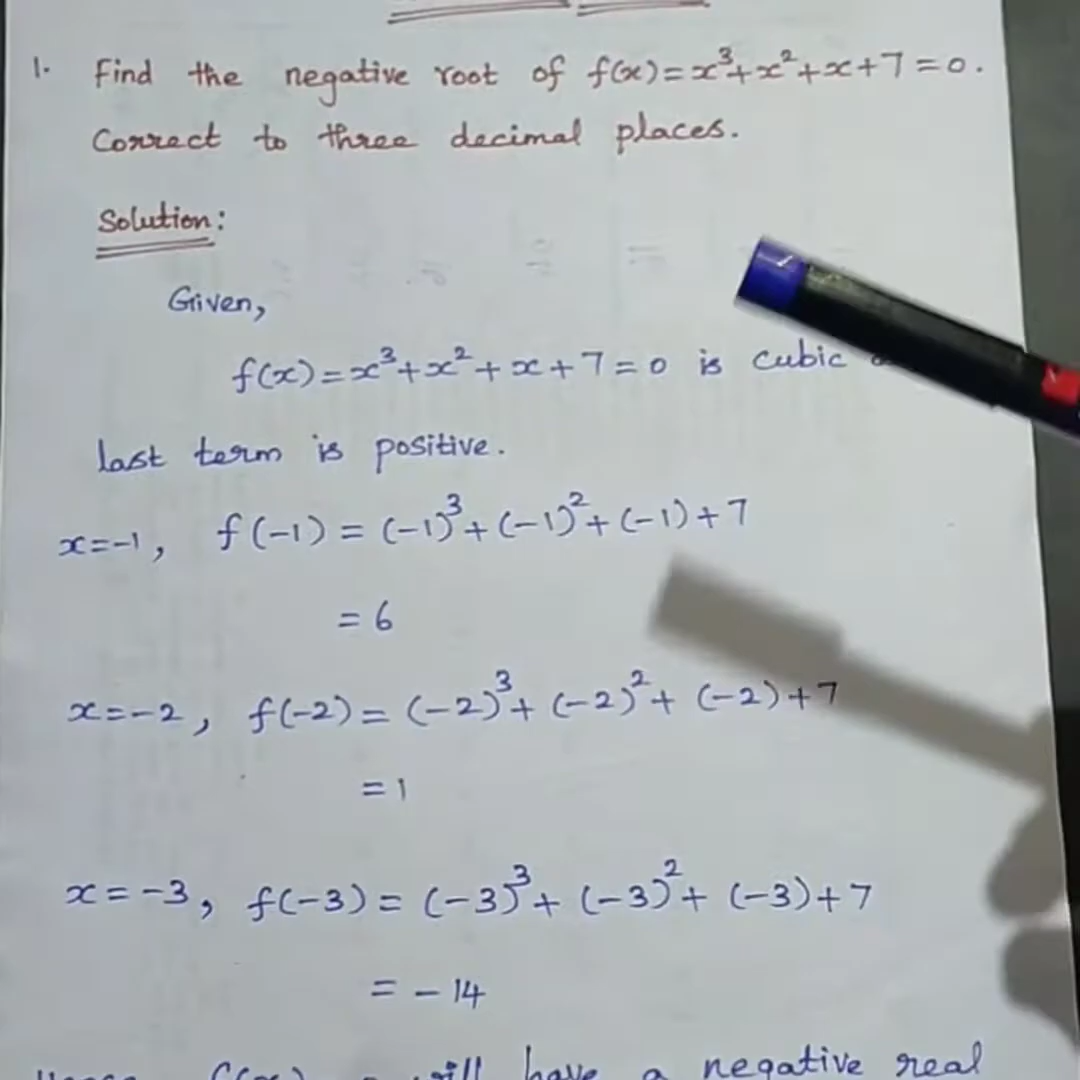 1. Find the negative root of f(x)=x³+x²+x+7=0.
Correct to three decimal places.
Solution:
Given,
f(x)=x³+x²+x+7=0 is cubic
last term is positive.
x=-1, f(-1)=(-1)³+(-1)²+(-1)+7
=6
x=-2, f(-2)=(-2)³+(-2)²+(-2)+7
=1
x=-3, f(-3)=(-3)³+(-3)²+(-3)+7
=-14
will have a negative real